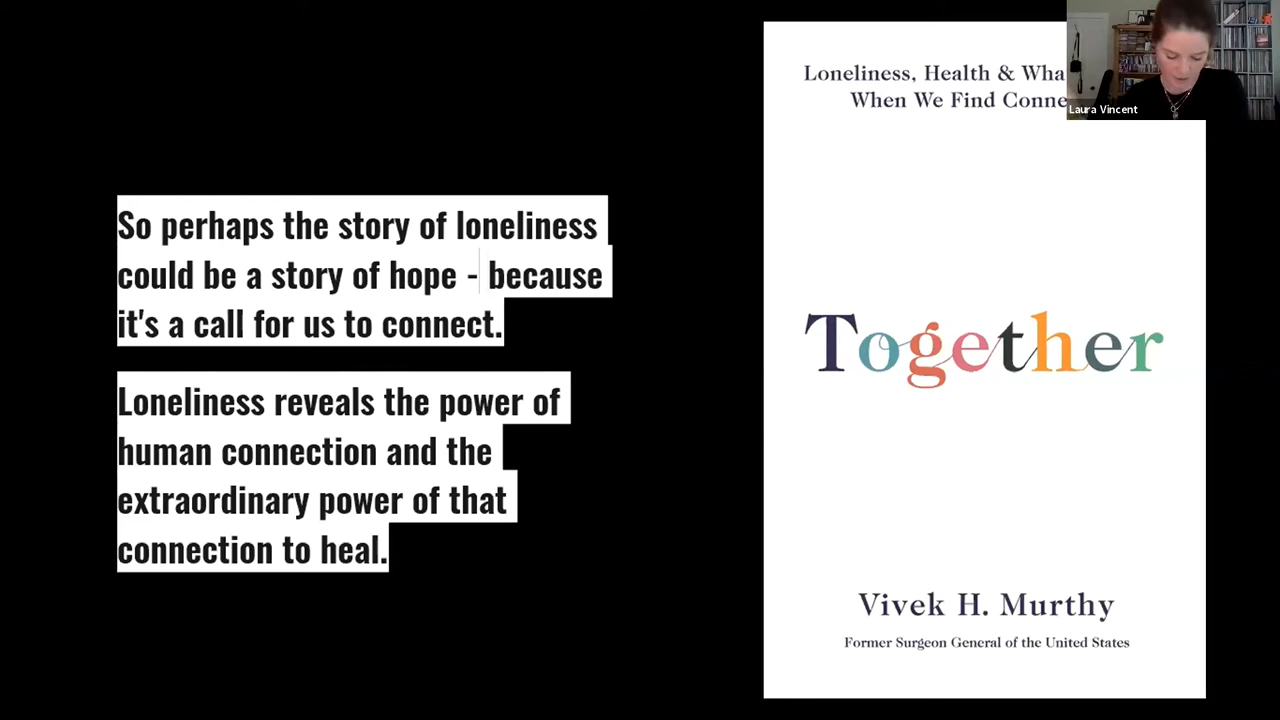 So perhaps the story of loneliness
could be a story of hope - because
it's a call for us to connect.
Loneliness reveals the power of
human connection and the
extraordinary power of that
connection to heal.
Loneliness, Health & Wha
When We Find Conne
Together
Vivek H. Murthy
Former Surgeon General of the United States
Laura Vincent